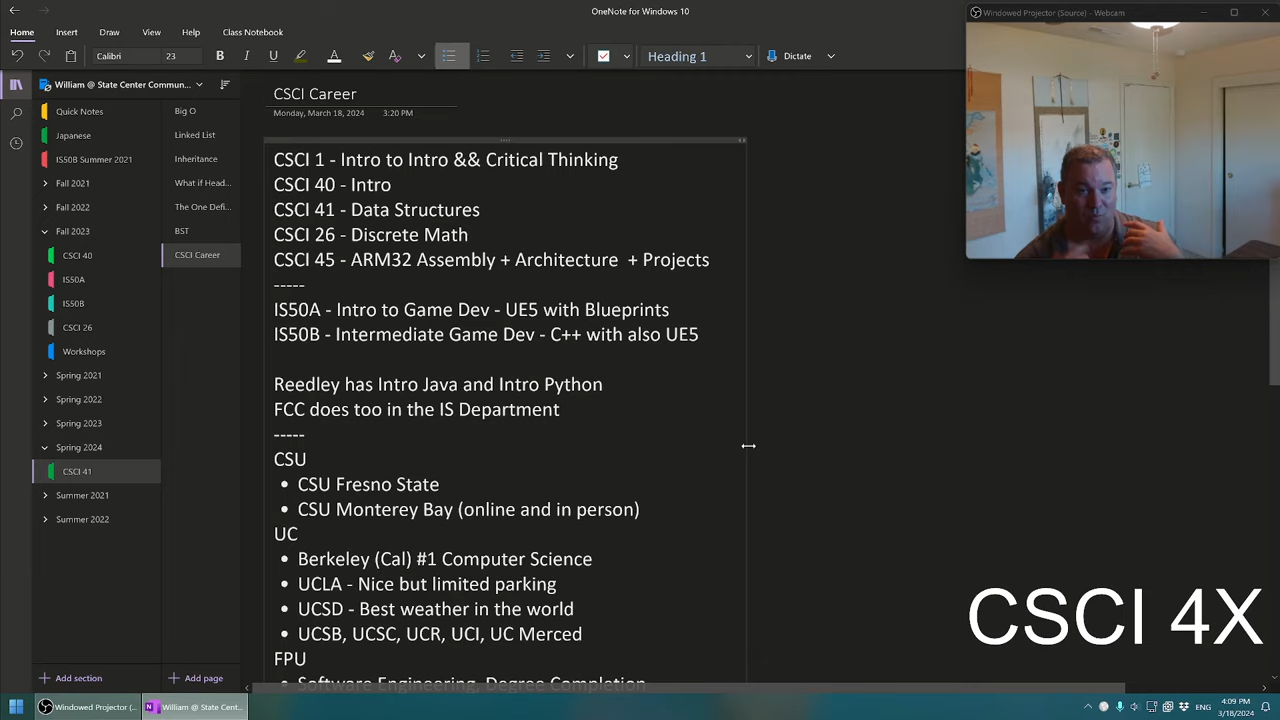 OneNote for Windows 10
Windowed Projector (Source) - Webcam
Home
Insert
Draw
View
Help
Class Notebook
Calibri
23
B
I
U
A
Heading 1
Dictate
William @ State Center Commun...
Quick Notes
Japanese
IS50B Summer 2021
Fall 2021
Fall 2022
Fall 2023
CSCI 40
IS50A
IS50B
CSCI 26
Workshops
Spring 2021
Spring 2022
Spring 2023
Spring 2024
CSCI 41
Summer 2021
Summer 2022
Add section
Big O
Linked List
Inheritance
What if Head...
The One Defi...
BST
CSCI Career
Add page
CSCI Career
Monday, March 18, 2024 3:20 PM
CSCI 1 - Intro to Intro && Critical Thinking
CSCI 40 - Intro
CSCI 41 - Data Structures
CSCI 26 - Discrete Math
CSCI 45 - ARM32 Assembly + Architecture + Projects
-----
IS50A - Intro to Game Dev - UE5 with Blueprints
IS50B - Intermediate Game Dev - C++ with also UE5
Reedley has Intro Java and Intro Python
FCC does too in the IS Department
-----
CSU
• CSU Fresno State
• CSU Monterey Bay (online and in person)
UC
• Berkeley (Cal) #1 Computer Science
• UCLA - Nice but limited parking
• UCSD - Best weather in the world
• UCSB, UCSC, UCR, UCI, UC Merced
FPU
• Software Engineering, Degree Completion
CSCI 4X
Windowed Projector (...
William @ State Cent...
ENG
4:09 PM
3/18/2024